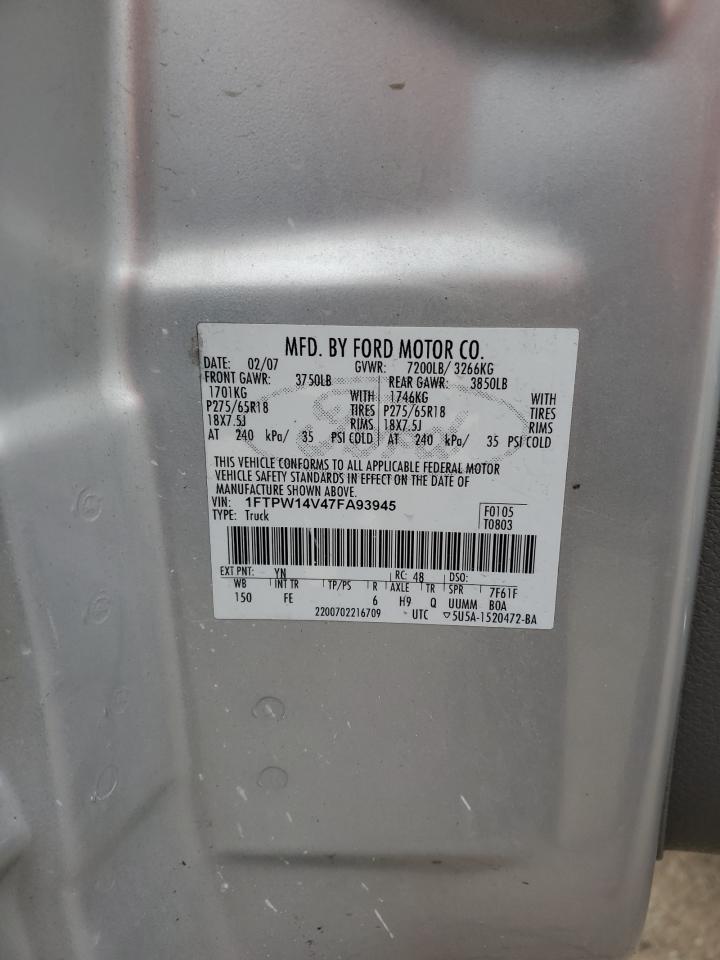 MFD. BY FORD MOTOR CO.
DATE: 02/07 GVWR: 7200LB/ 3266KG
FRONT GAWR: 3750LB REAR GAWR: 3850LB
1701KG WITH 1746KG WITH
P275/65R18 TIRES P275/65R18 TIRES
18X7.5J RIMS 18X7.5J RIMS
AT 240 kPa/ 35 PSI COLD AT 240 kPa/ 35 PSI COLD
THIS VEHICLE CONFORMS TO ALL APPLICABLE FEDERAL MOTOR
VEHICLE SAFETY STANDARDS IN EFFECT ON THE DATE OF
MANUFACTURE SHOWN ABOVE.
VIN: 1FTPW14V47FA93945 F0105
TYPE: Truck T0803
EXT PNT: YN RC: 48 DSO:
WB INT TR TP/PS R AXLE TR SPR 7F61F
150 FE 6 H9 Q UUMM BOA
2200702216709 UTC ▽5U5A-1520472-BA